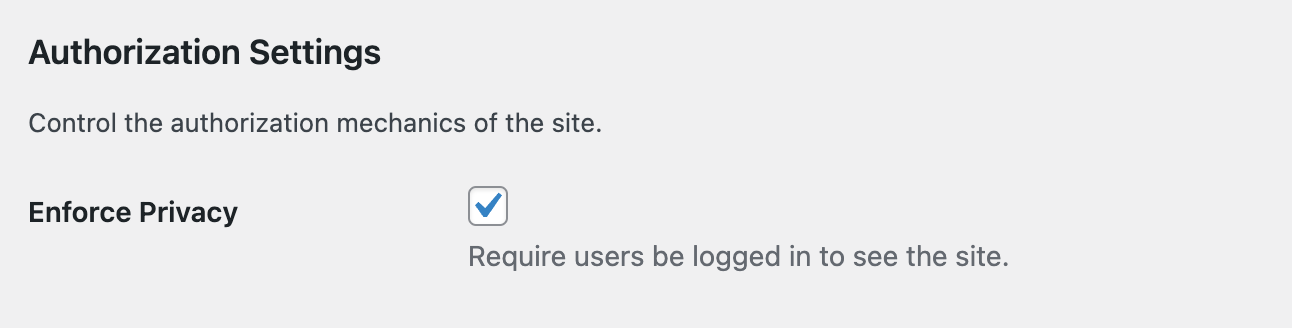 Authorization Settings
Control the authorization mechanics of the site.
Enforce Privacy
Require users be logged in to see the site.